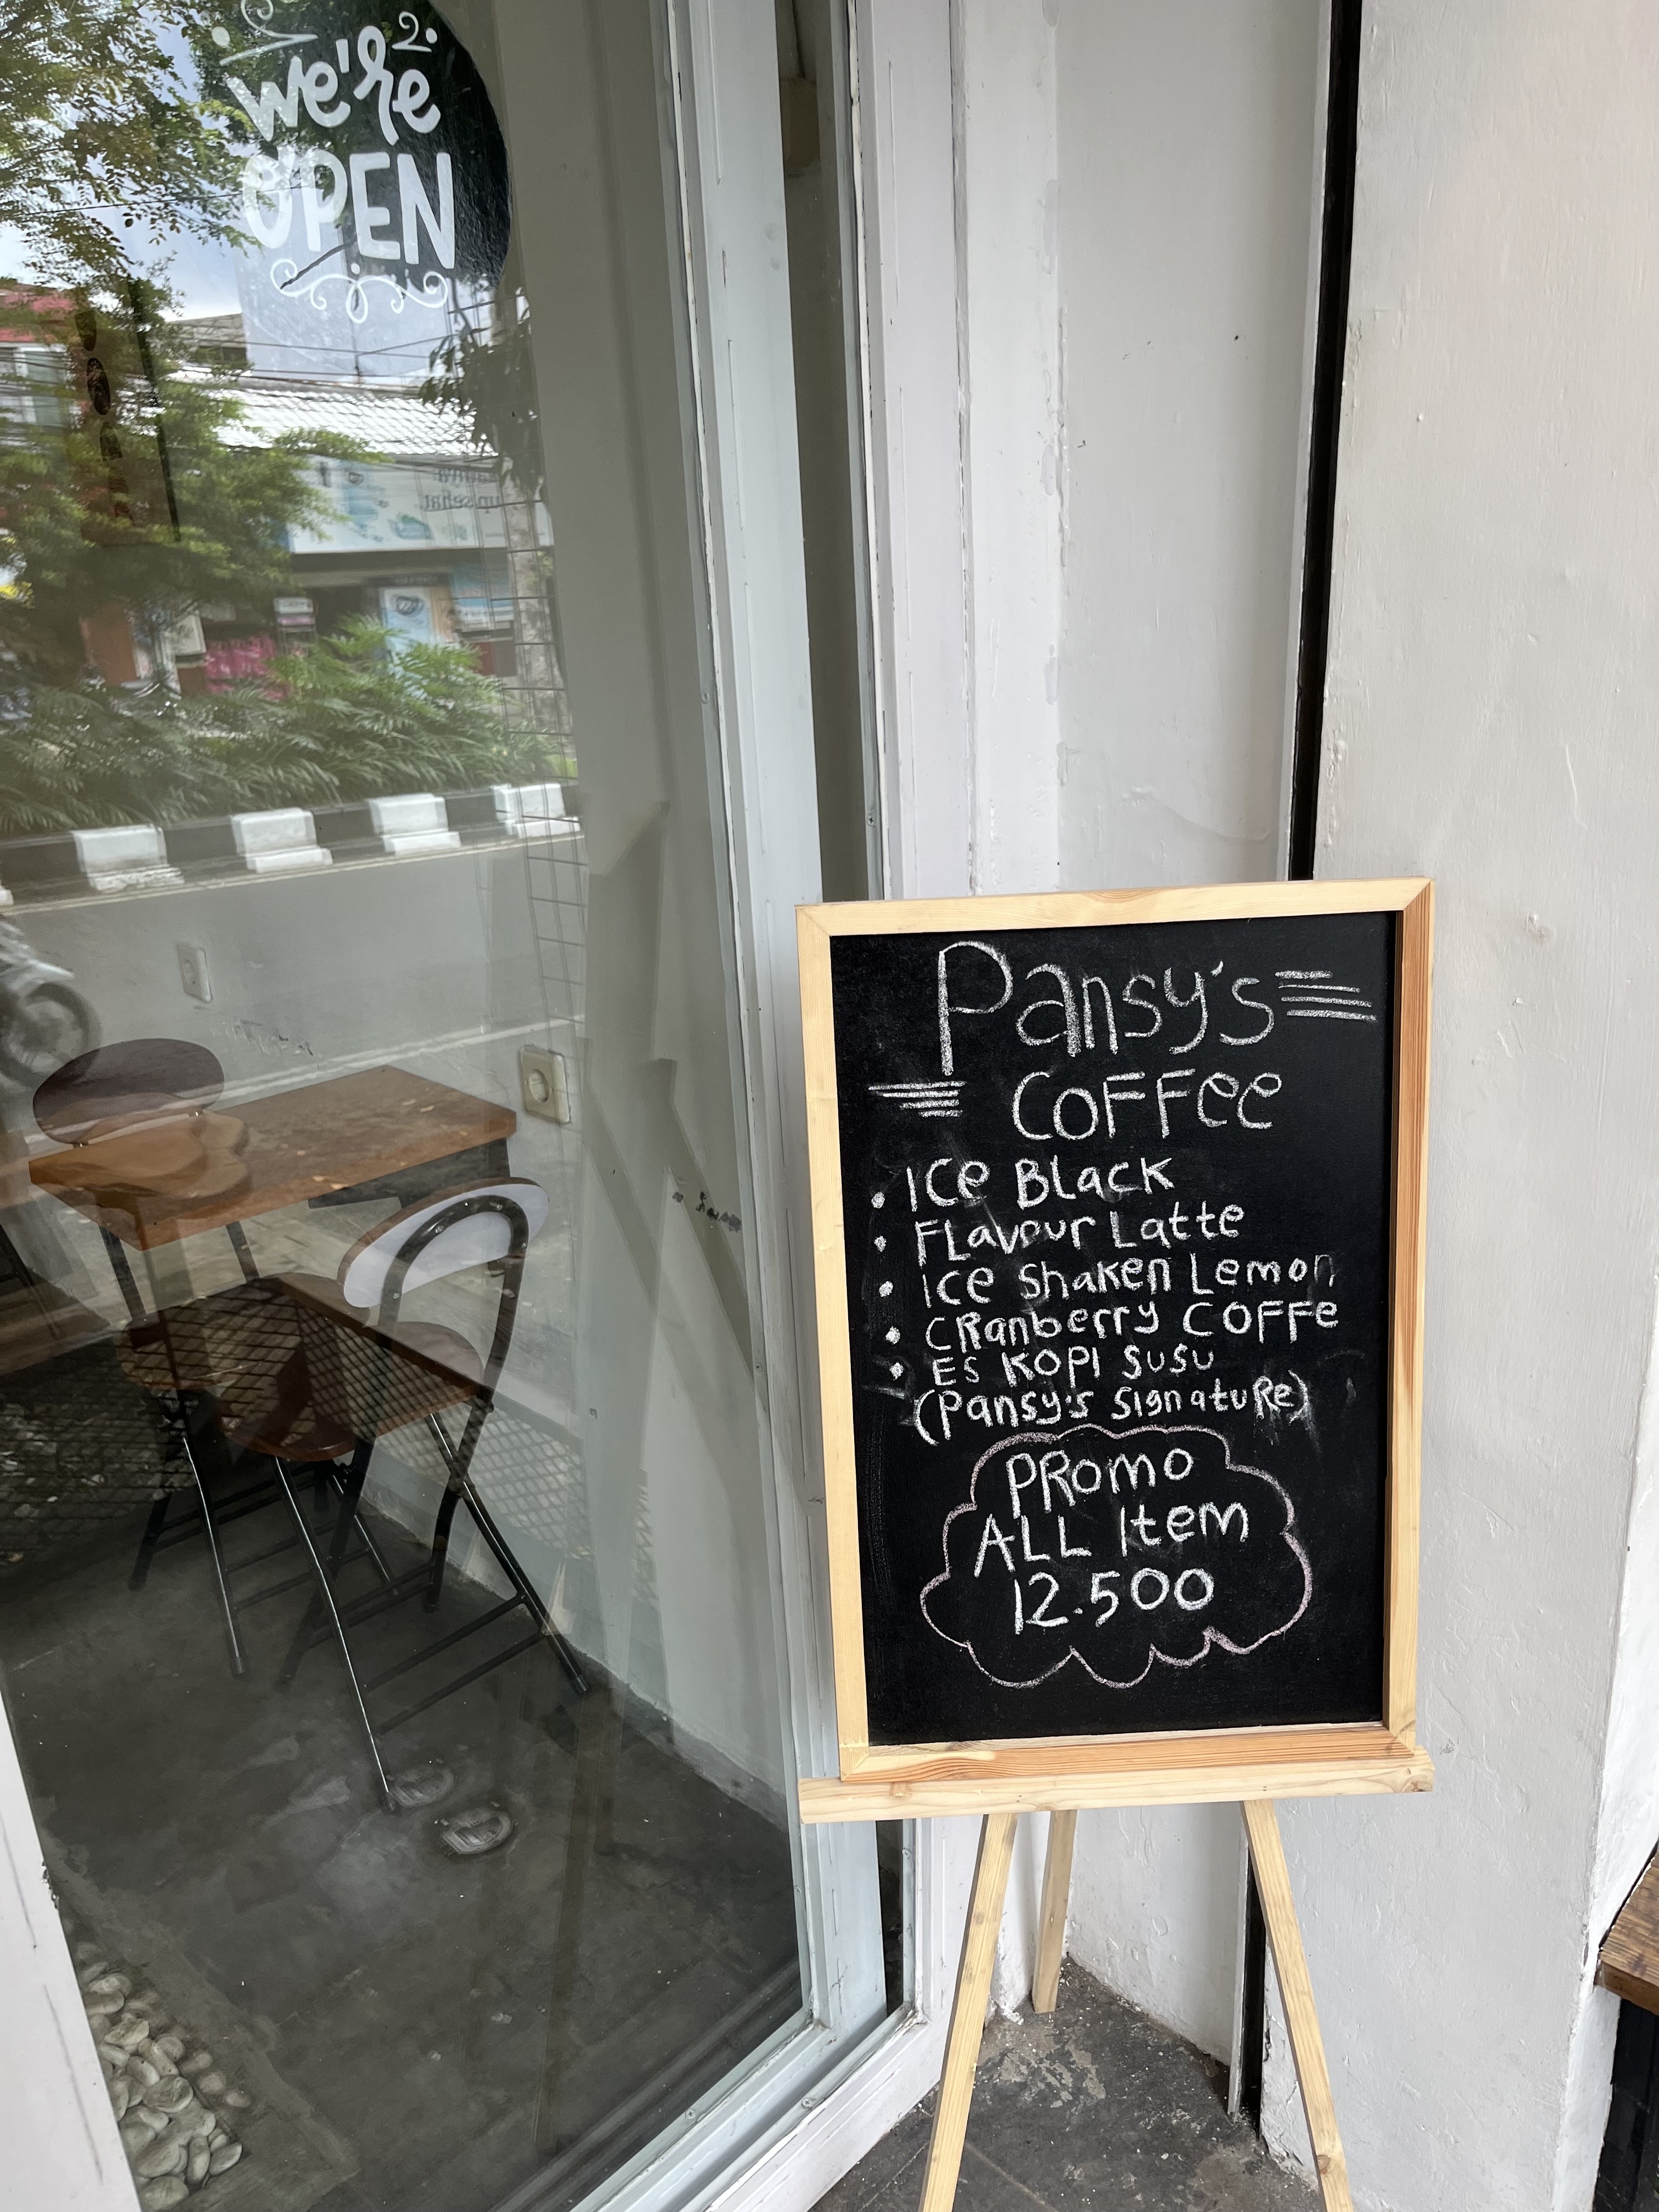 we're
OPEN
Pansy's
COFFee
• ICe BLacK
• FLavour Latte
• ICe ShaKen Lemon
• CRanberry COFFe
• ES KOPI SuSu
(Pansy's SIgnatuRe)
PRomo
ALL Item
12.500